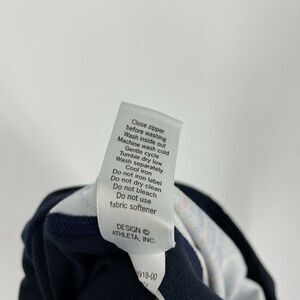 Close zipper
before washing
Wash inside out
Machine wash cold
Gentle cycle
Tumble dry low
Wash separately
Cool iron
Do not iron label
Do not dry clean
Do not bleach
Do not use
fabric softener
DESIGN ©
ATHLETA, INC.